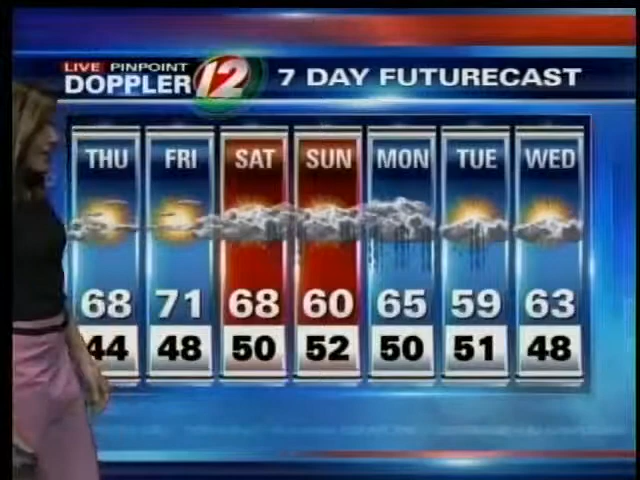 LIVE PINPOINT
DOPPLER 12 7 DAY FUTURECAST
THU FRI SAT SUN MON TUE WED
68 71 68 60 65 59 63
44 48 50 52 50 51 48